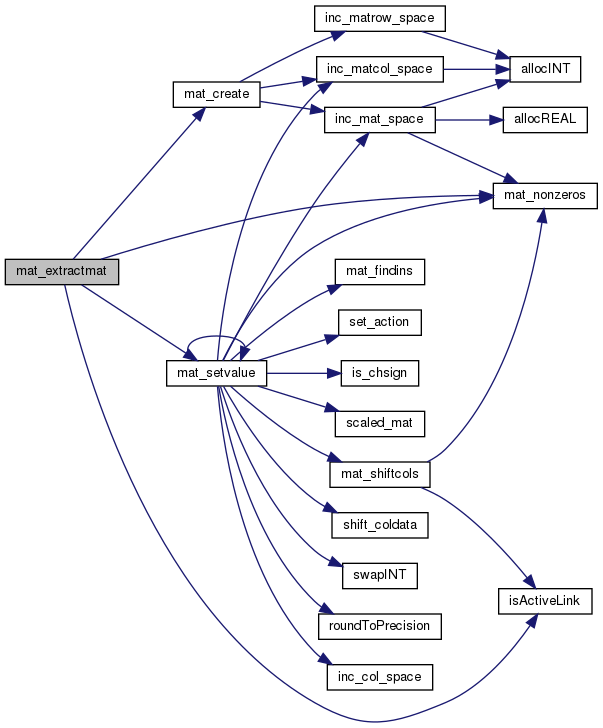 inc_matrow_space
inc_matcol_space
allocINT
mat_create
inc_mat_space
allocREAL
mat_nonzeros
mat_extractmat
mat_findins
set_action
mat_setvalue
is_chsign
scaled_mat
mat_shiftcols
shift_coldata
swapINT
isActiveLink
roundToPrecision
inc_col_space